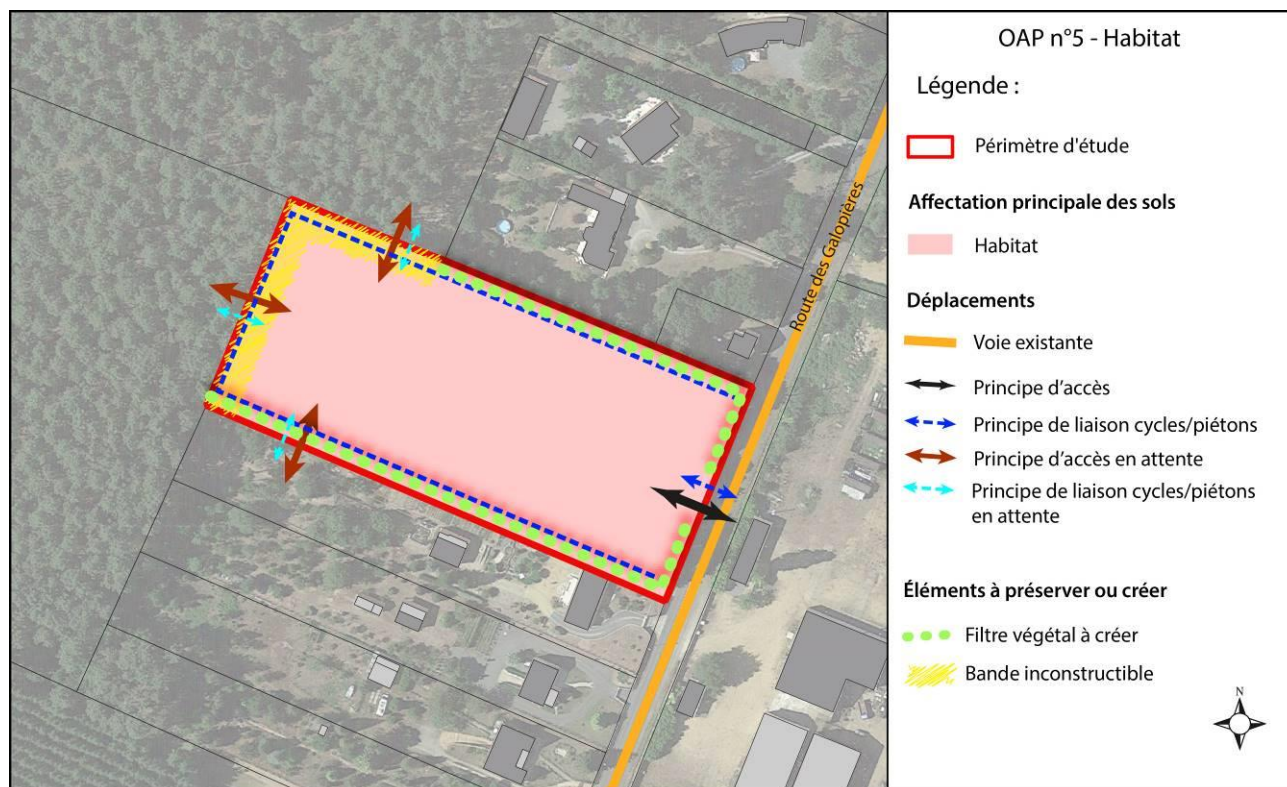 OAP n°5 - Habitat
Légende :
Périmètre d'étude
Affectation principale des sols
Habitat
Déplacements
Voie existante
Principe d'accès
Principe de liaison cycles/piétons
Principe d'accès en attente
Principe de liaison cycles/piétons
en attente
Éléments à préserver ou créer
Filtre végétal à créer
Bande inconstructible
N
Route des Galopières